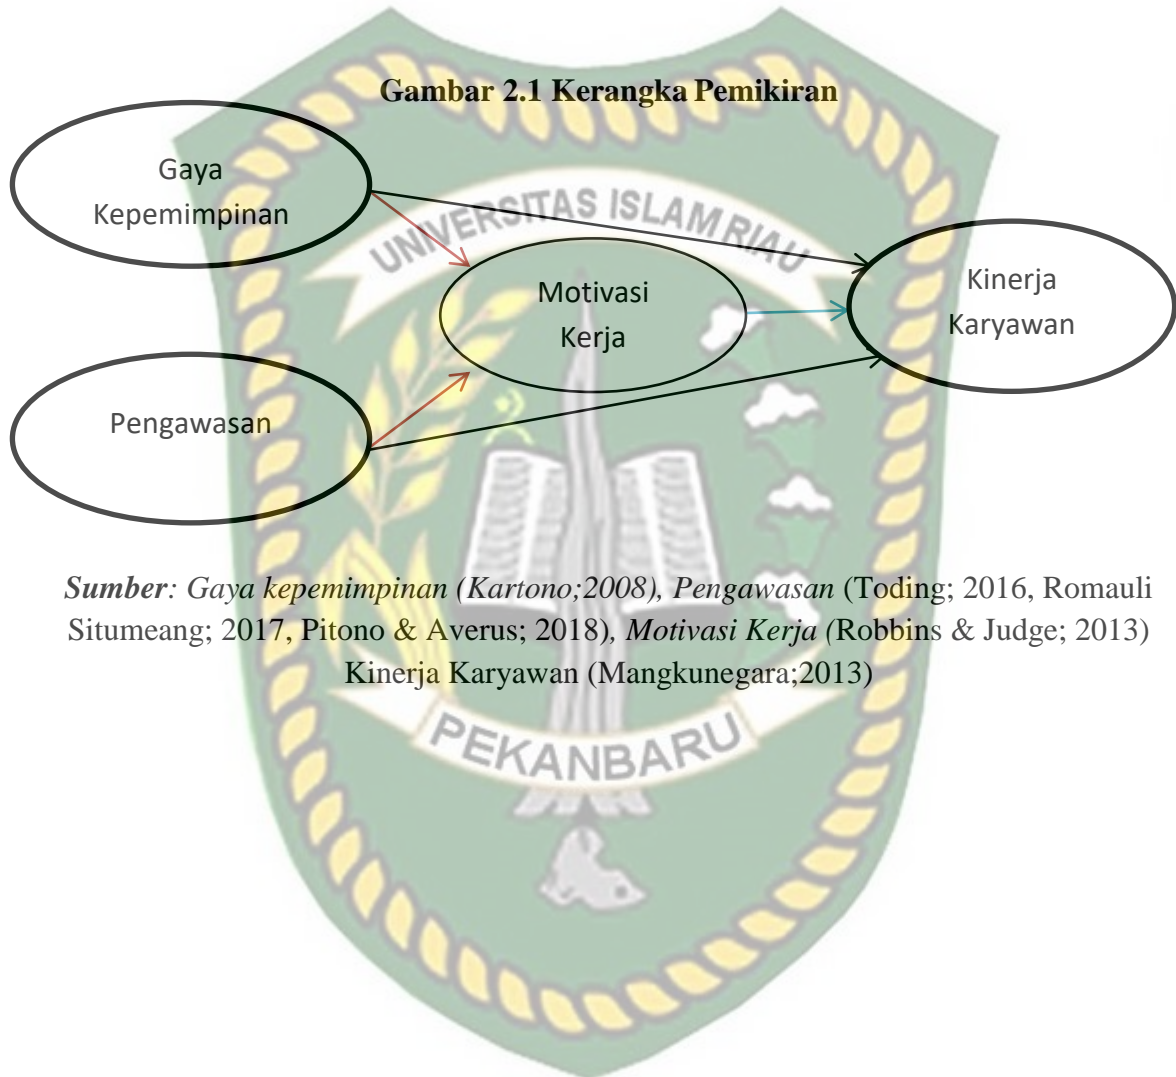 Gambar 2.1 Kerangka Pemikiran
Gaya
Kepemimpinan
UNIVERSITAS ISLAM RIAU
Motivasi
Kerja
Kinerja
Karyawan
Pengawasan
Sumber: Gaya kepemimpinan (Kartono;2008), Pengawasan (Toding; 2016, Romauli
Situmeang; 2017, Pitono & Averus; 2018), Motivasi Kerja (Robbins & Judge; 2013)
Kinerja Karyawan (Mangkunegara;2013)
PEKANBARU